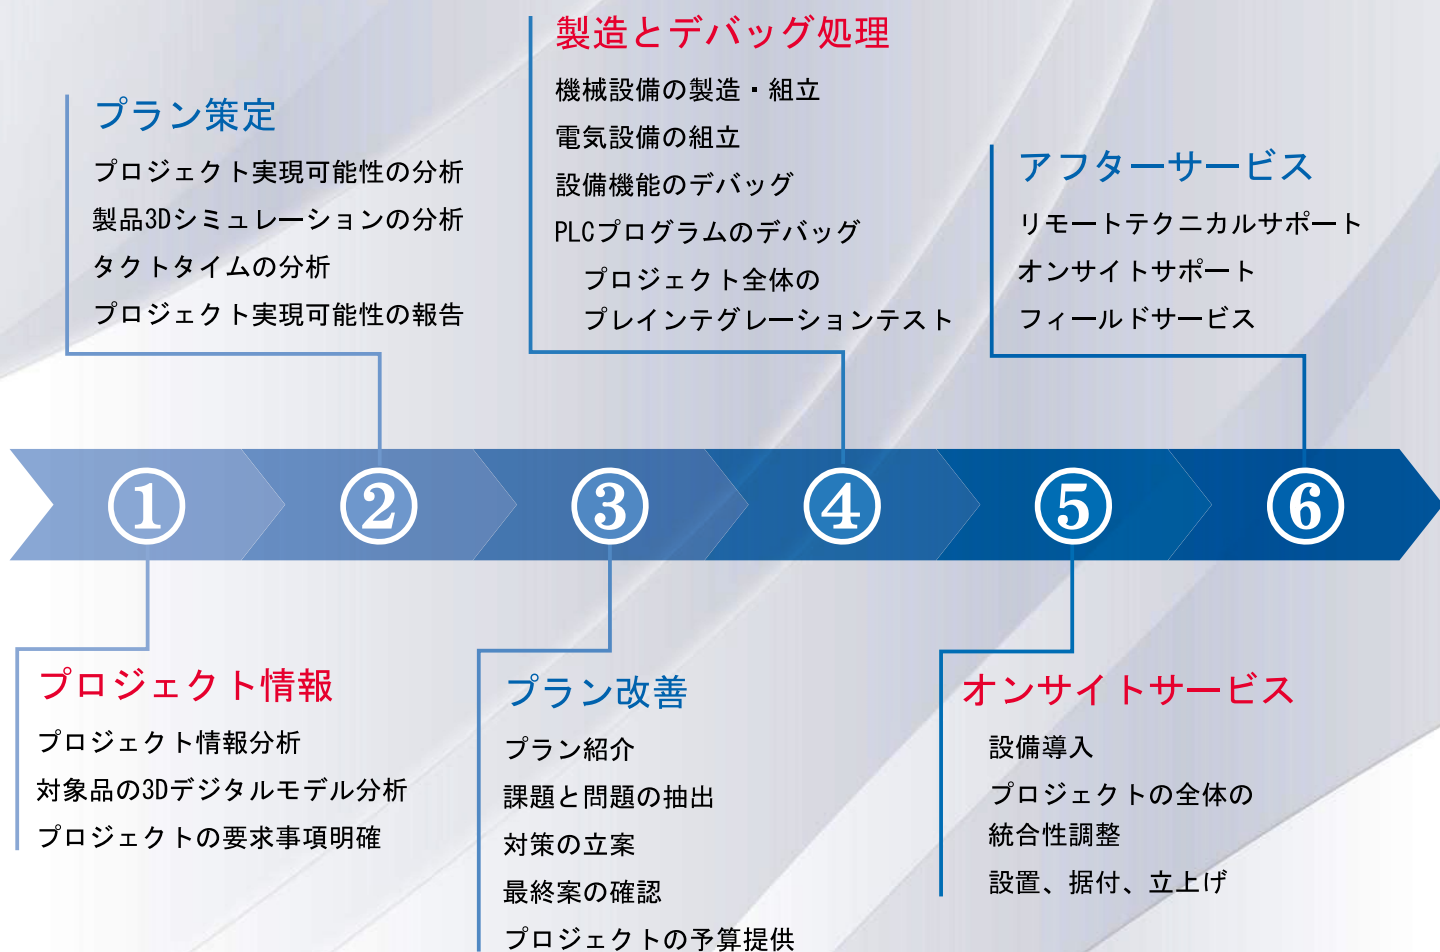 製造とデバッグ処理
機械設備の製造・組立
電気設備の組立
設備機能のデバッグ
PLCプログラムのデバッグ
プロジェクト全体の
プレインテグレーションテスト
プラン策定
プロジェクト実現可能性の分析
製品3Dシミュレーションの分析
タクトタイムの分析
プロジェクト実現可能性の報告
アフターサービス
リモートテクニカルサポート
オンサイトサポート
フィールドサービス
①
②
③
④
⑤
⑥
プロジェクト情報
プロジェクト情報分析
対象品の3Dデジタルモデル分析
プロジェクトの要求事項明確
プラン改善
プラン紹介
課題と問題の抽出
対策の立案
最終案の確認
プロジェクトの予算提供
オンサイトサービス
設備導入
プロジェクトの全体の
統合性調整
設置、据付、立上げ